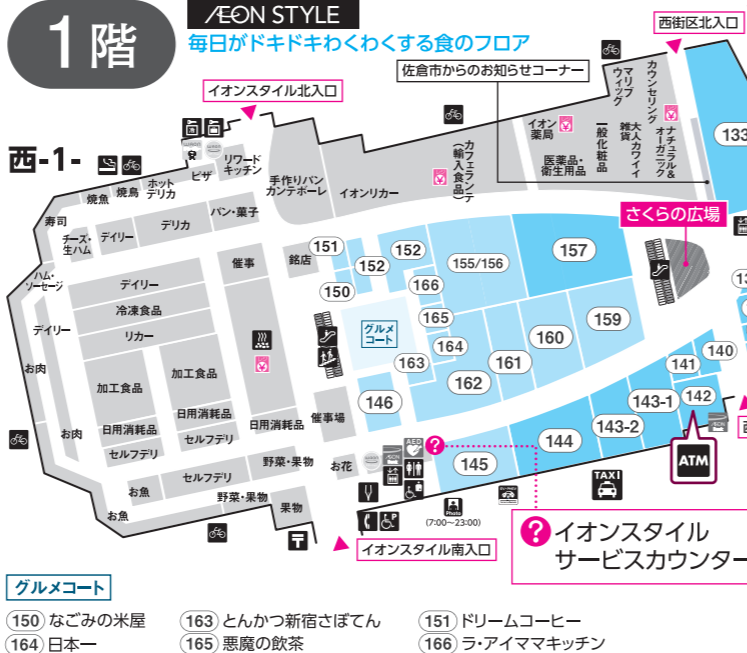 1階
ÆON STYLE
毎日がドキドキわくわくする食のフロア
西街区北入口
佐倉市からのお知らせコーナー
イオンスタイル北入口
西-1-
カウンセリング
マリブ
ウィッグ
大人カワイイ
雑貨
ナチュラル&
オーガニック
一般化粧品
イオン
薬局
医薬品・
衛生用品
カフェランテ
(輸入食品)
133
リワード
キッチン
ピザ
ホット
デリカ
焼鳥
焼魚
手作りパン
カンテボーレ
イオンリカー
パン・菓子
デリカ
デイリー
寿司
チーズ・
生ハム
さくらの広場
ハム・
ソーセージ
催事
銘店
151
152
152
155/156
157
デイリー
150
166
冷凍食品
165
159
デイリー
リカー
グルメ
コート
164
160
161
163
162
140
141
お肉
加工食品
加工食品
146
143-1
142
日用消耗品
日用消耗品
日用消耗品
催事場
143-2
お肉
セルフデリ
セルフデリ
AED
144
ATM
野菜・果物
お花
145
セルフデリ
TAXI
お魚
野菜・果物
果物
Photo
(7:00〜23:00)
お魚
P
イオンスタイル南入口
?イオンスタイル
サービスカウンター
グルメコート
150 なごみの米屋
163 とんかつ新宿さぼてん
151 ドリームコーヒー
164 日本一
165 悪魔の飲茶
166 ラ・アイママキッチン